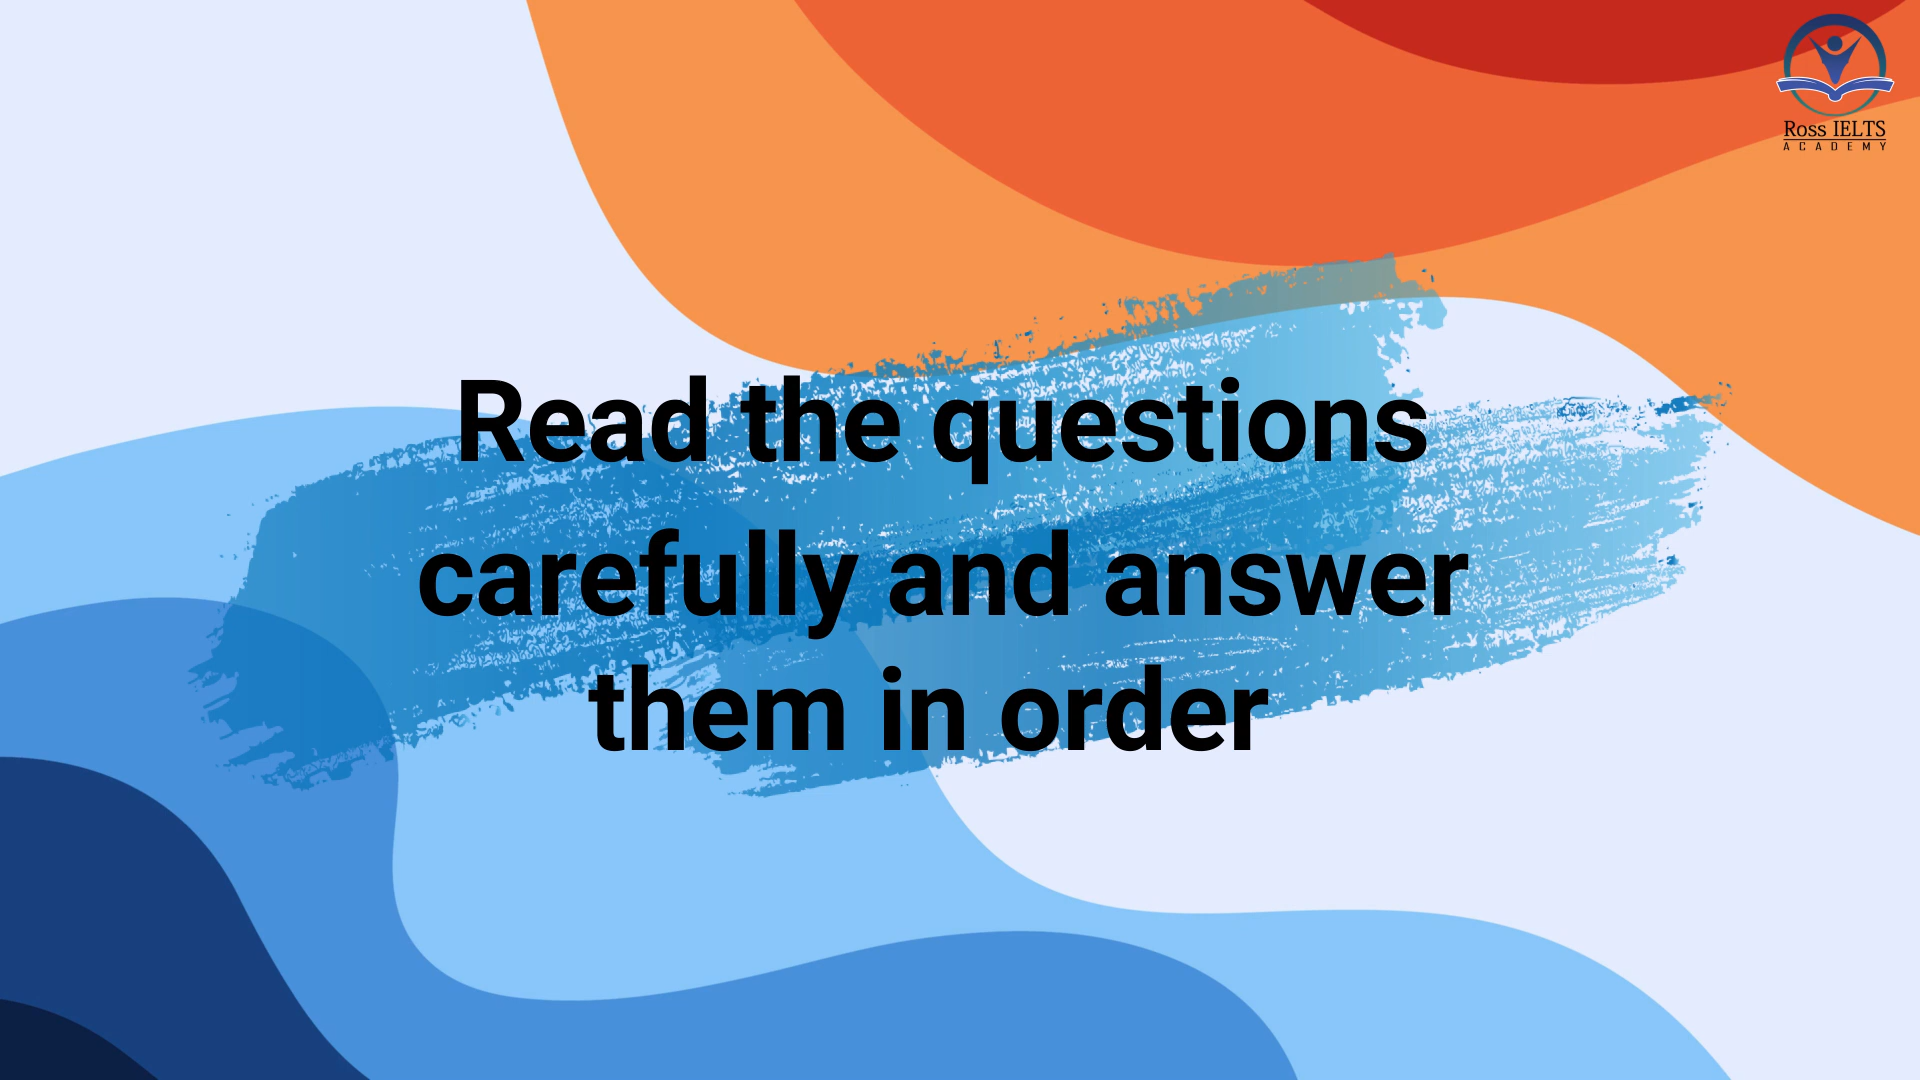 Ross IELTS
ACADEMY
Read the questions
carefully and answer
them in order